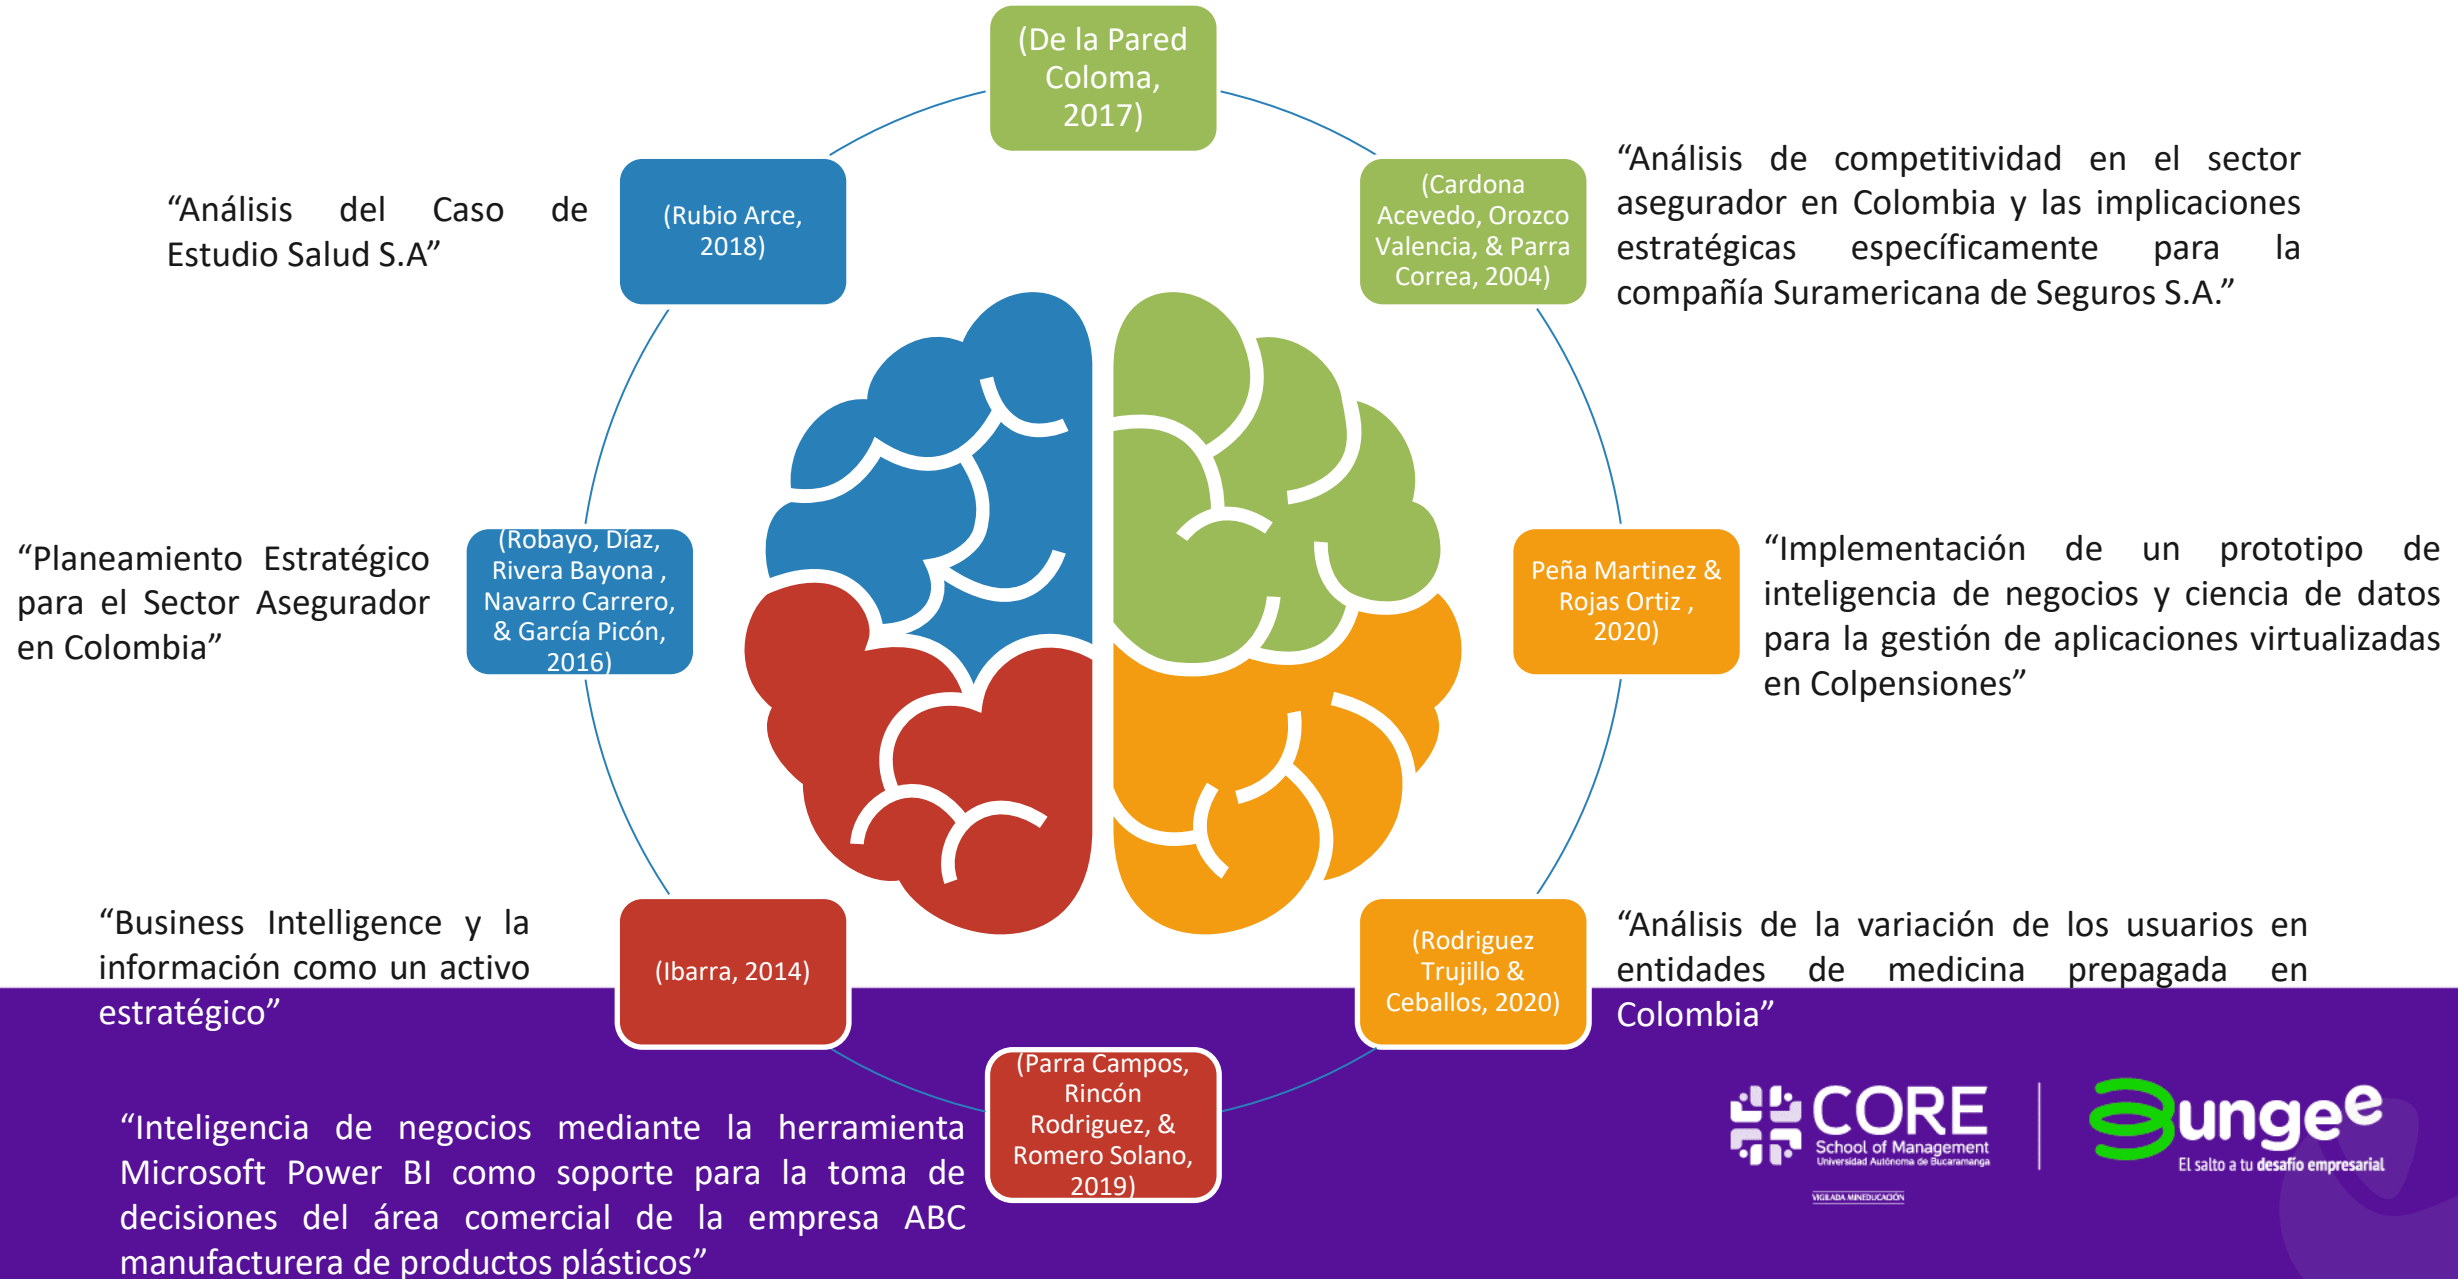 (De la Pared
Coloma,
2017)
(Cardona
Acevedo, Orozco
Valencia, & Parra
Correa, 2004)
“Análisis de competitividad en el sector
asegurador en Colombia y las implicaciones
estratégicas específicamente para la
compañía Suramericana de Seguros S.A.”
“Análisis del Caso de
Estudio Salud S.A”
(Rubio Arce,
2018)
“Planeamiento Estratégico
para el Sector Asegurador
en Colombia”
(Robayo, Díaz,
Rivera Bayona ,
Navarro Carrero,
& García Picón,
2016)
Peña Martinez &
Rojas Ortiz ,
2020)
“Implementación de un prototipo de
inteligencia de negocios y ciencia de datos
para la gestión de aplicaciones virtualizadas
en Colpensiones”
“Business Intelligence y la
información como un activo
estratégico”
(Ibarra, 2014)
(Rodriguez
Trujillo &
Ceballos, 2020)
“Análisis de la variación de los usuarios en
entidades de medicina prepagada en
Colombia”
“Inteligencia de negocios mediante la herramienta
Microsoft Power BI como soporte para la toma de
decisiones del área comercial de la empresa ABC
manufacturera de productos plásticos”
(Parra Campos,
Rincón
Rodriguez, &
Romero Solano,
2019)
CORE
School of Management
Universidad Autónoma de Bucaramanga
VIGILADA MINEDUCACIÓN
Bungee
El salto a tu desafío empresarial